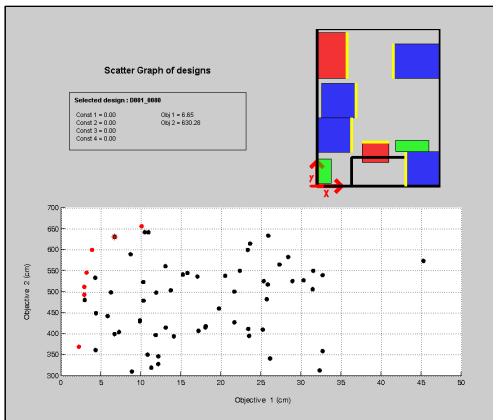 Scatter Graph of designs
Selected design : D001_0000
Const 1 = 0.00 Obj 1 = 6.65
Const 2 = 0.00 Obj 2 = 630.28
Const 3 = 0.00
Const 4 = 0.00
Y
X
700
650
600
550
500
450
400
350
300
Objective 2 (cm)
0 5 10 15 20 25 30 35 40 45 50
Objective 1 (cm)